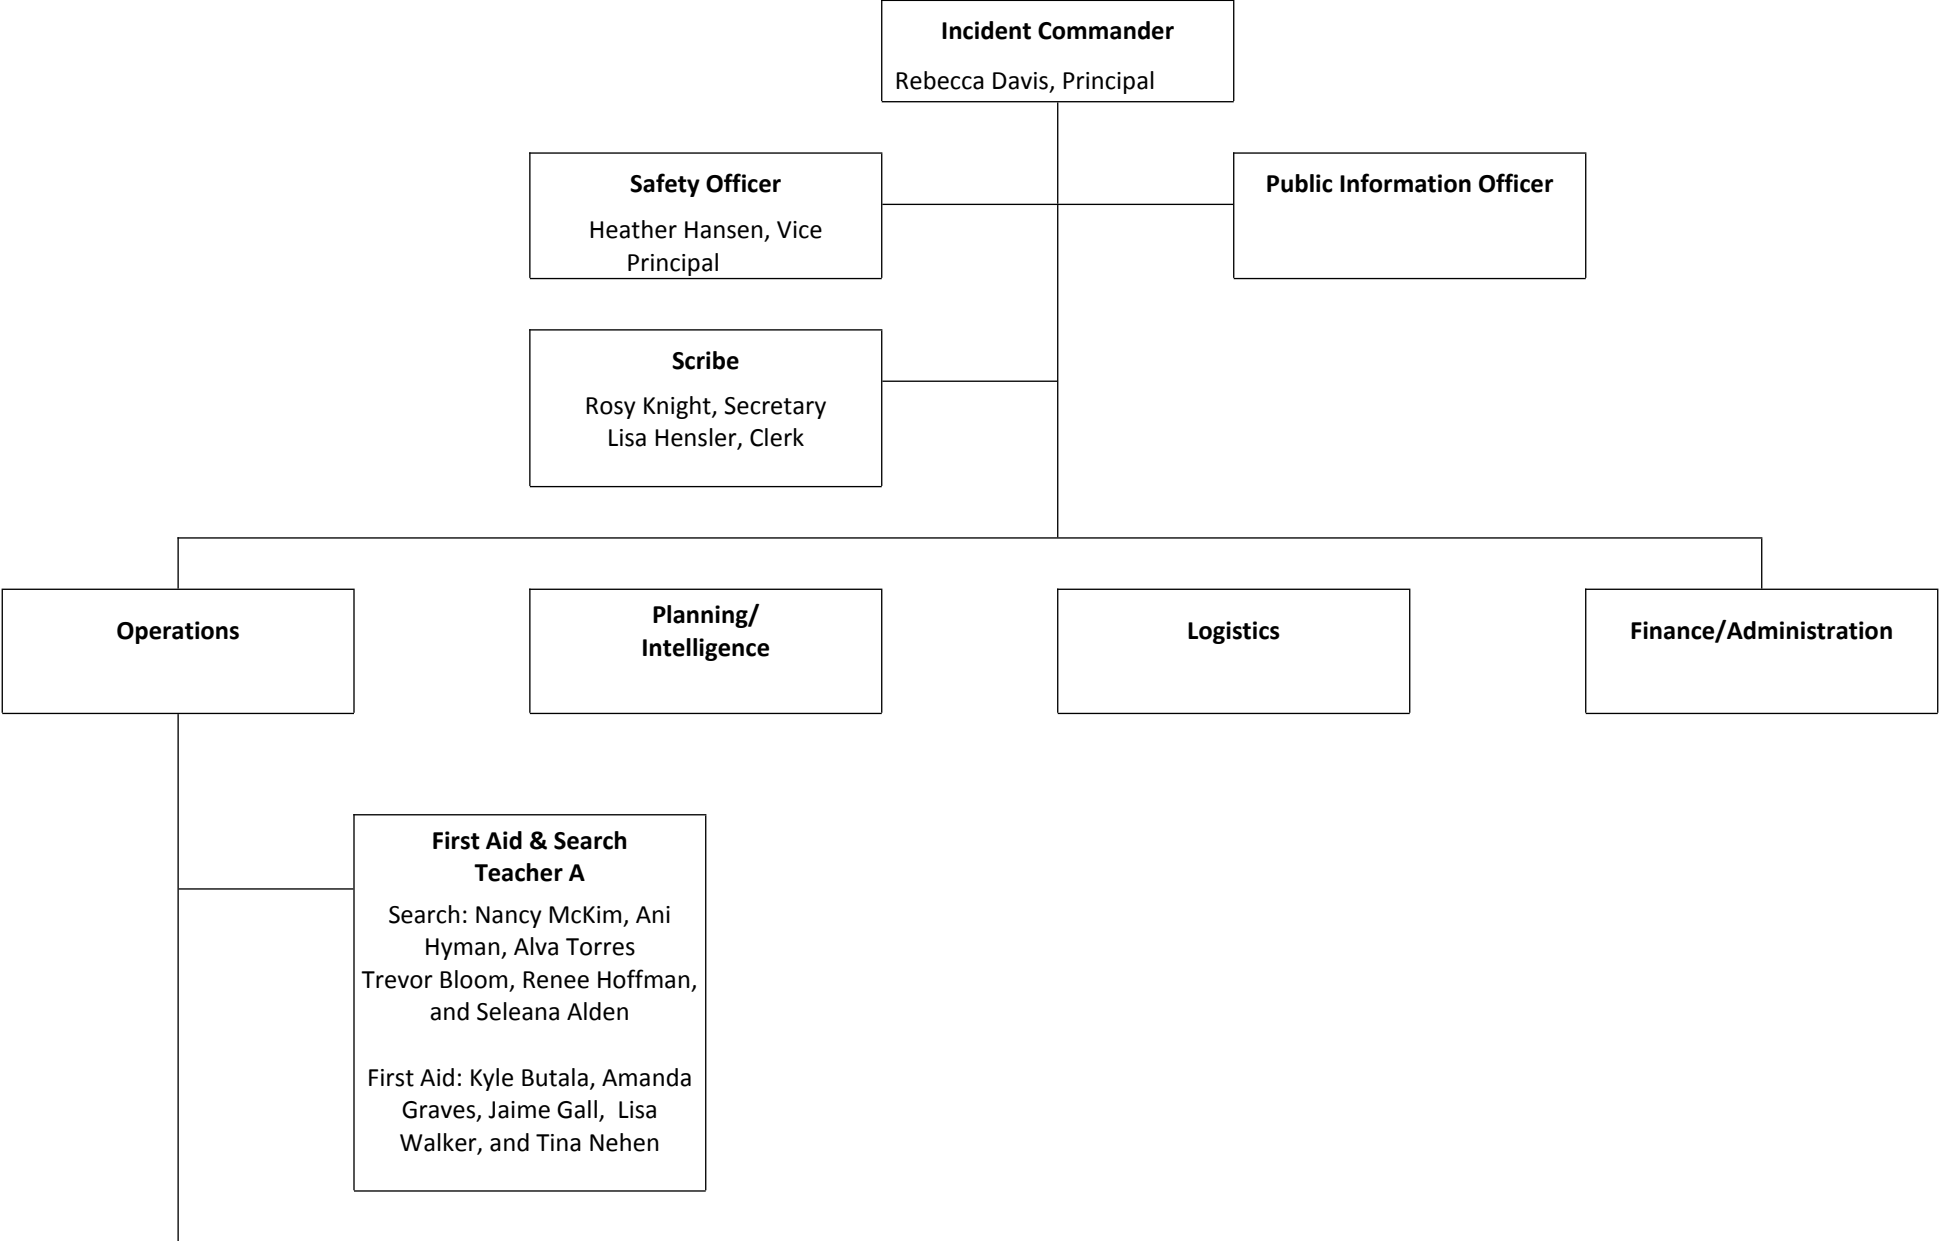 Incident Commander
Rebecca Davis, Principal
Safety Officer
Heather Hansen, Vice
Principal
Public Information Officer
Scribe
Rosy Knight, Secretary
Lisa Hensler, Clerk
Operations
Planning/
Intelligence
Logistics
Finance/Administration
First Aid & Search
Teacher A
Search: Nancy McKim, Ani
Hyman, Alva Torres
Trevor Bloom, Renee Hoffman,
and Seleana Alden
First Aid: Kyle Butala, Amanda
Graves, Jaime Gall,  Lisa
Walker, and Tina Nehen